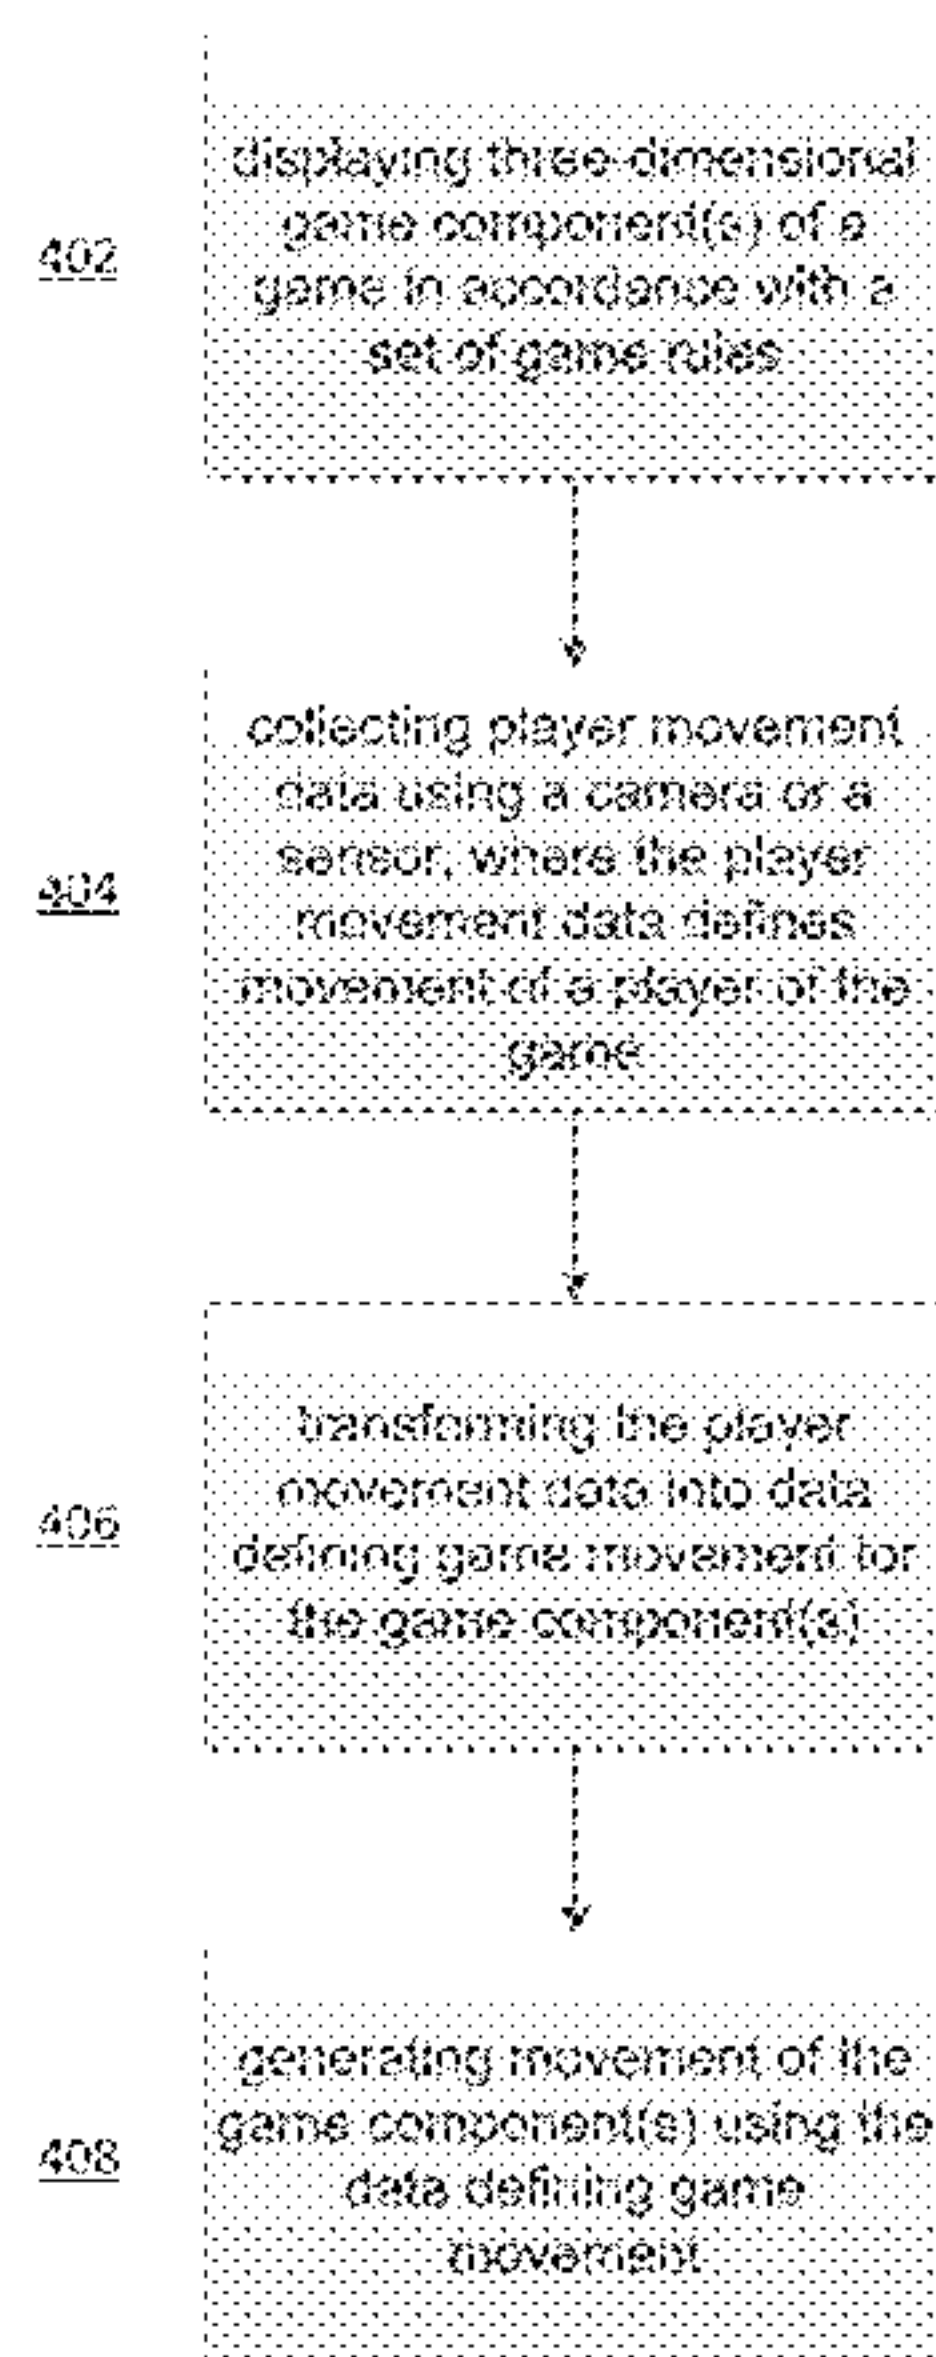 displaying three-dimensional
game component(s) of a
402
game in accordance with a
set of game rules
collecting player movement
data using a camera or a
sensor, where the player
404
movement data defines
movement of a player of the
game
transforming the player
movement data into data
406
defining game movement for
the game component(s)
generating movement of the
game component(s) using the
408
data defining game
movement